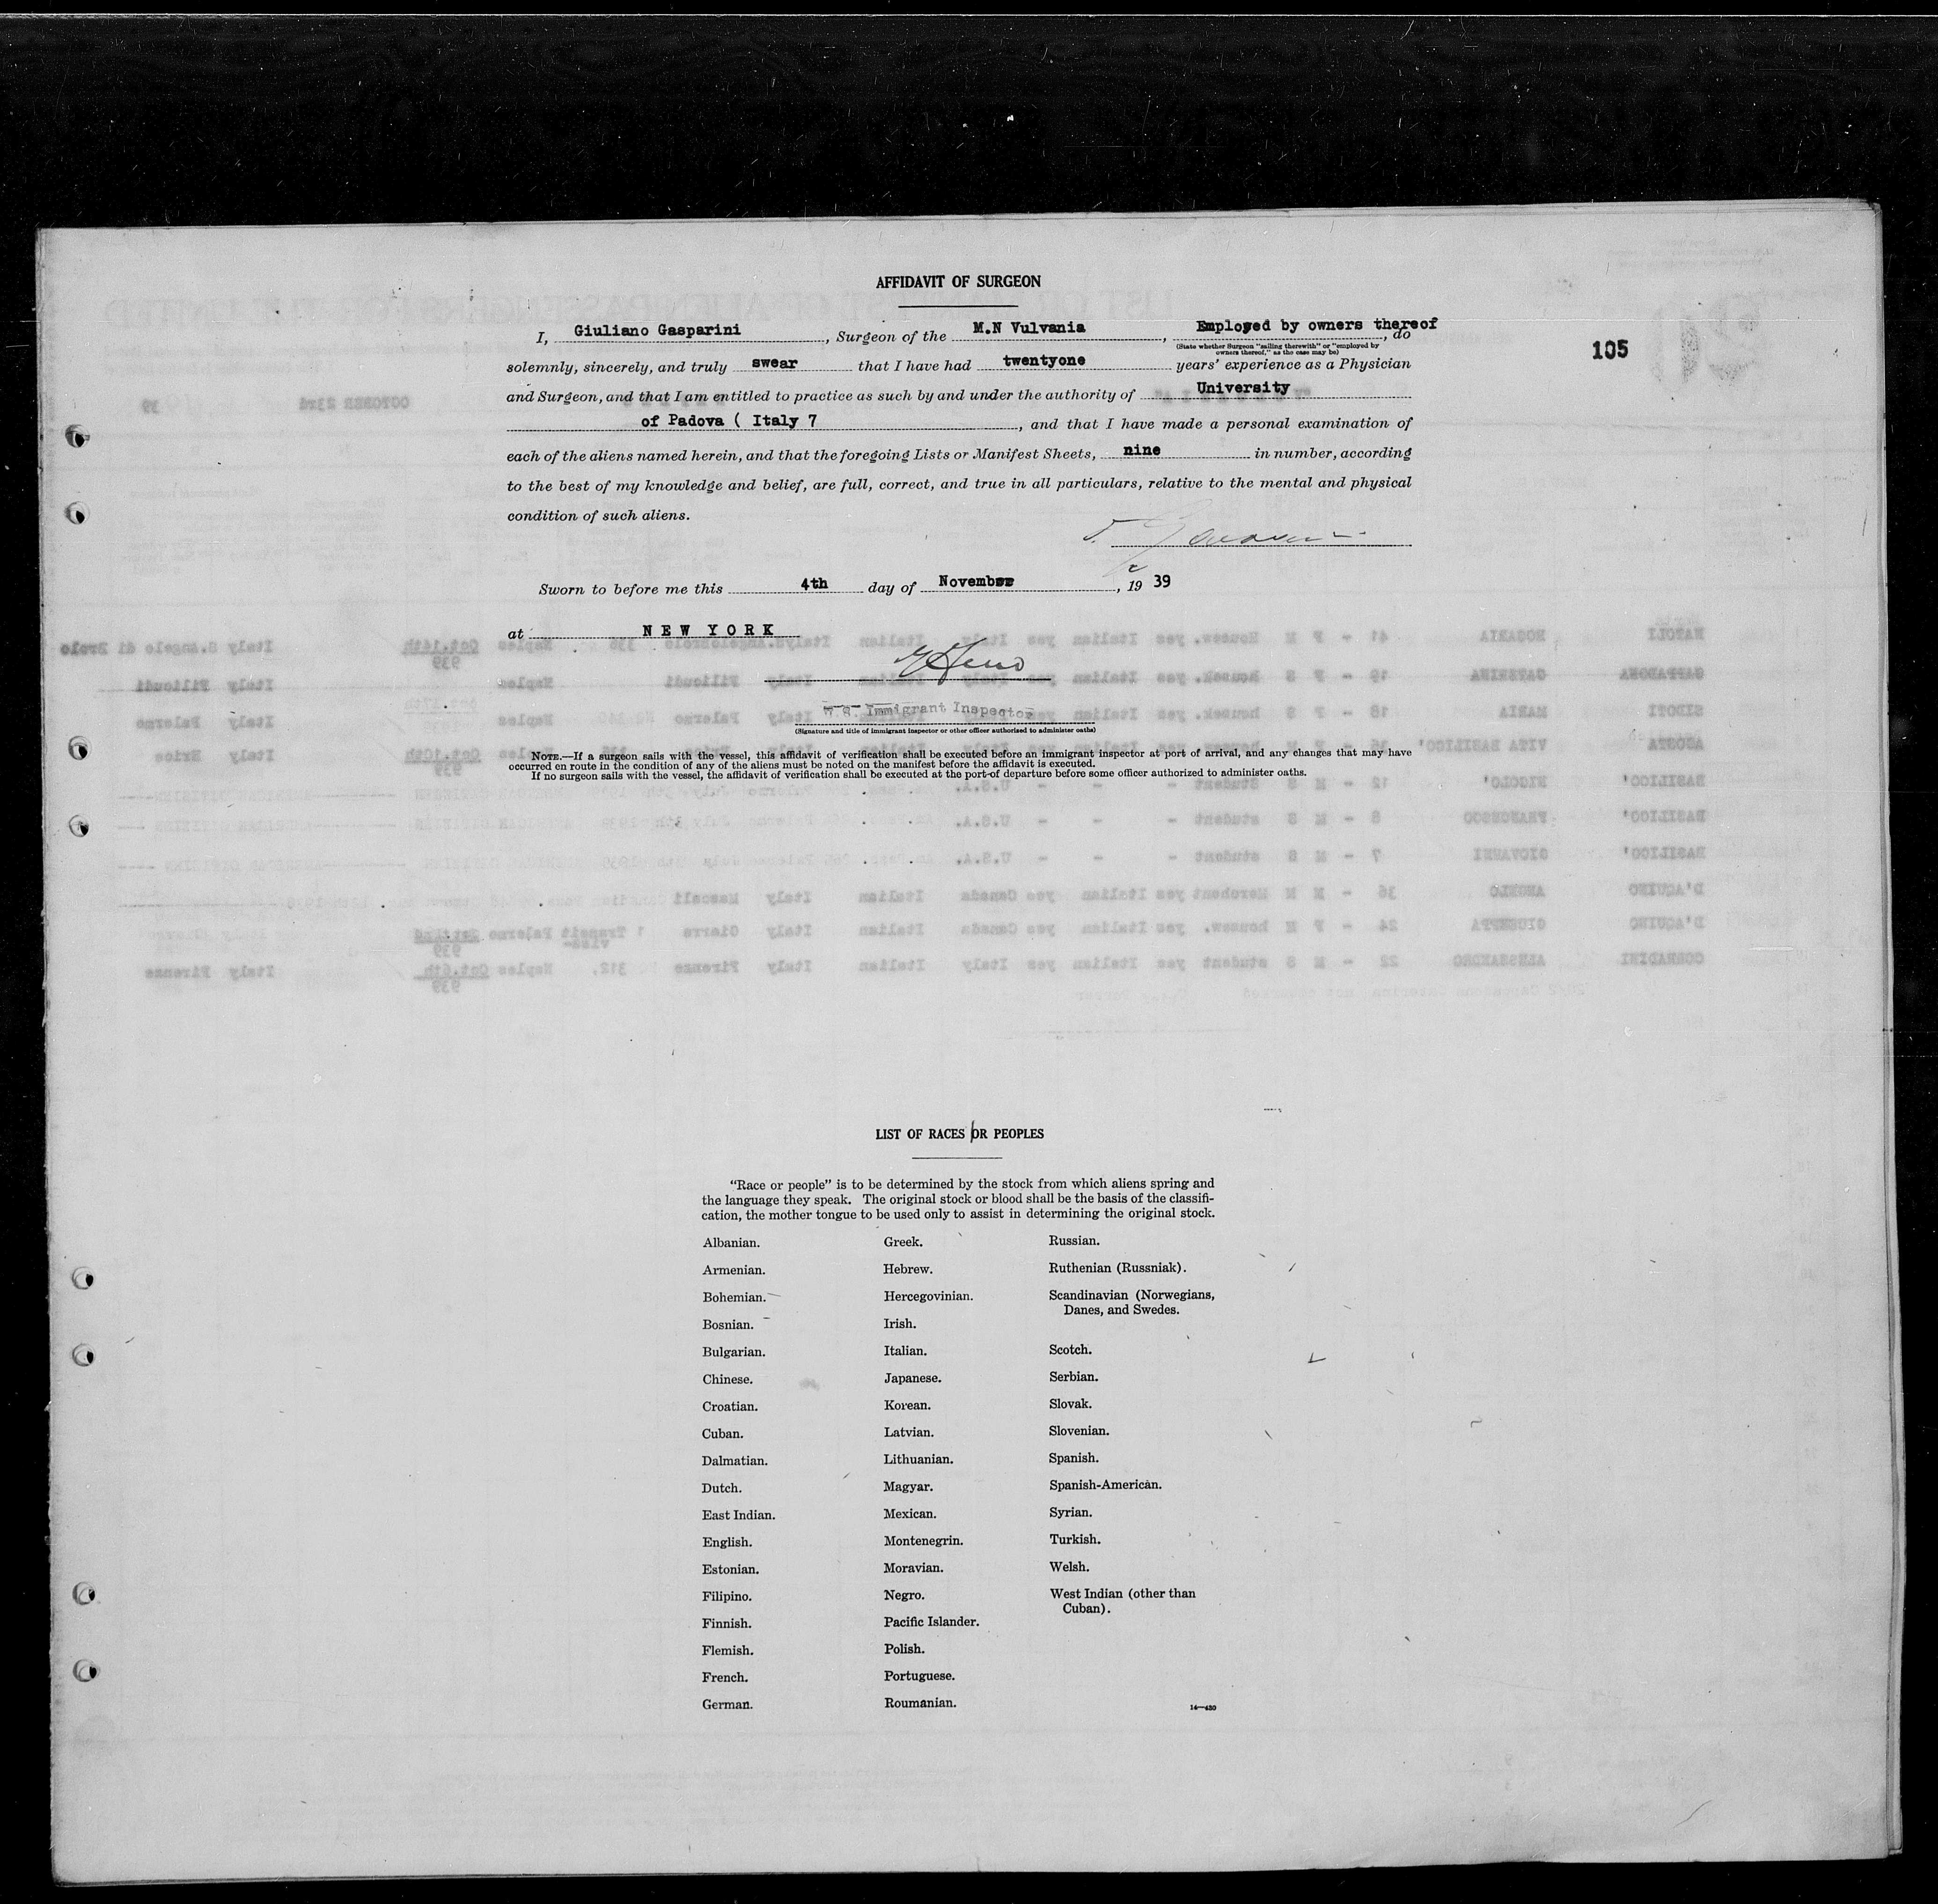 AFFIDAVIT OF SURGEON
105
I, Giuliano Gasparini, Surgeon of the M.N Vulvania, Employed by owners thereof, do
(State whether Surgeon "sailing therewith" or "employed by
owners thereof," as the case may be)
solemnly, sincerely, and truly swear that I have had twentyone years' experience as a Physician
and Surgeon, and that I am entitled to practice as such by and under the authority of University
of Padova ( Italy 7, and that I have made a personal examination of
each of the aliens named herein, and that the foregoing Lists or Manifest Sheets, nine in number, according
to the best of my knowledge and belief, are full, correct, and true in all particulars, relative to the mental and physical
condition of such aliens.
Sworn to before me this 4th day of November, 1939
at NEW YORK
U.S. Immigrant Inspector
(Signature and title of immigrant inspector or other officer authorized to administer oaths)
NOTE.—If a surgeon sails with the vessel, this affidavit of verification shall be executed before an immigrant inspector at port of arrival, and any changes that may have
occurred en route in the condition of any of the aliens must be noted on the manifest before the affidavit is executed.
If no surgeon sails with the vessel, the affidavit of verification shall be executed at the port of departure before some officer authorized to administer oaths.
LIST OF RACES OR PEOPLES
"Race or people" is to be determined by the stock from which aliens spring and
the language they speak. The original stock or blood shall be the basis of the classifi-
cation, the mother tongue to be used only to assist in determining the original stock.
Albanian.
Armenian.
Bohemian.
Bosnian.
Bulgarian.
Chinese.
Croatian.
Cuban.
Dalmatian.
Dutch.
East Indian.
English.
Estonian.
Filipino.
Finnish.
Flemish.
French.
German.
Greek.
Hebrew.
Hercegovinian.
Irish.
Italian.
Japanese.
Korean.
Latvian.
Lithuanian.
Magyar.
Mexican.
Montenegrin.
Moravian.
Negro.
Pacific Islander.
Polish.
Portuguese.
Roumanian.
Russian.
Ruthenian (Russniak).
Scandinavian (Norwegians,
Danes, and Swedes.
Scotch.
Serbian.
Slovak.
Slovenian.
Spanish.
Spanish-American.
Syrian.
Turkish.
Welsh.
West Indian (other than
Cuban).
14—430